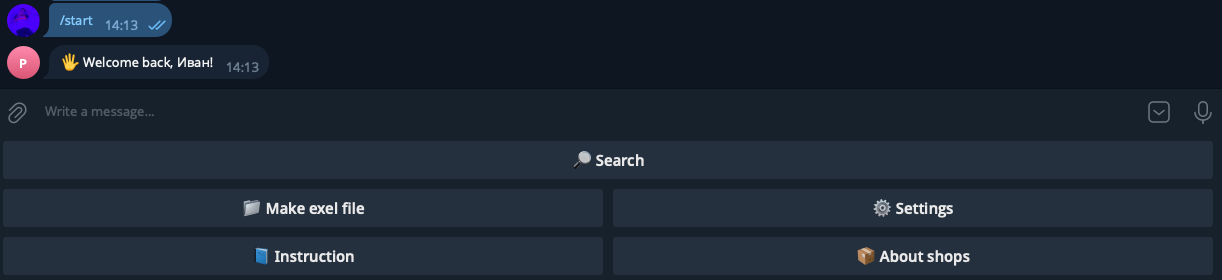 /start 14:13
P
🖐 Welcome back, Иван! 14:13
Write a message...
🔎 Search
📁 Make exel file
⚙️ Settings
📘 Instruction
📦 About shops